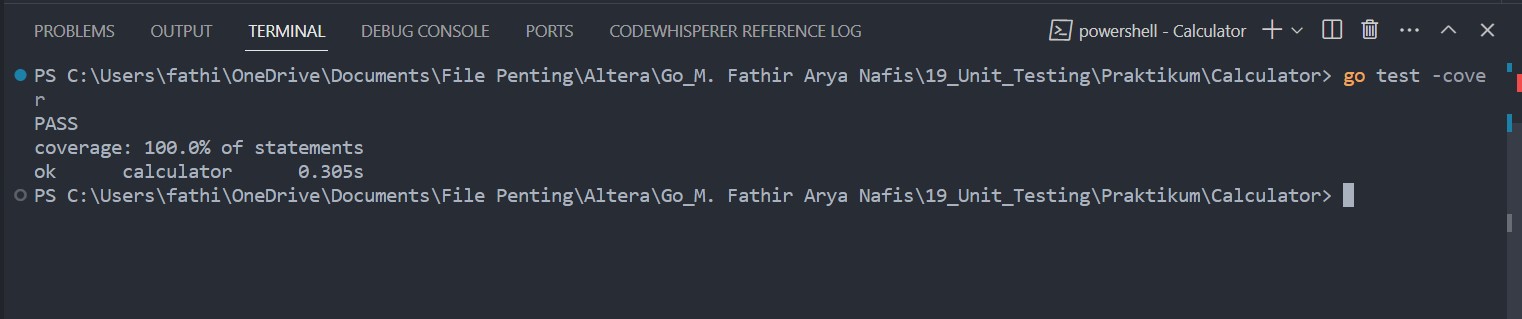 PROBLEMS OUTPUT TERMINAL DEBUG CONSOLE PORTS CODEWHISPERER REFERENCE LOG powershell - Calculator
PS C:\Users\fathi\OneDrive\Documents\File Penting\Altera\Go_M. Fathir Arya Nafis\19_Unit_Testing\Praktikum\Calculator> go test -cove
r
PASS
coverage: 100.0% of statements
ok calculator 0.305s
PS C:\Users\fathi\OneDrive\Documents\File Penting\Altera\Go_M. Fathir Arya Nafis\19_Unit_Testing\Praktikum\Calculator>